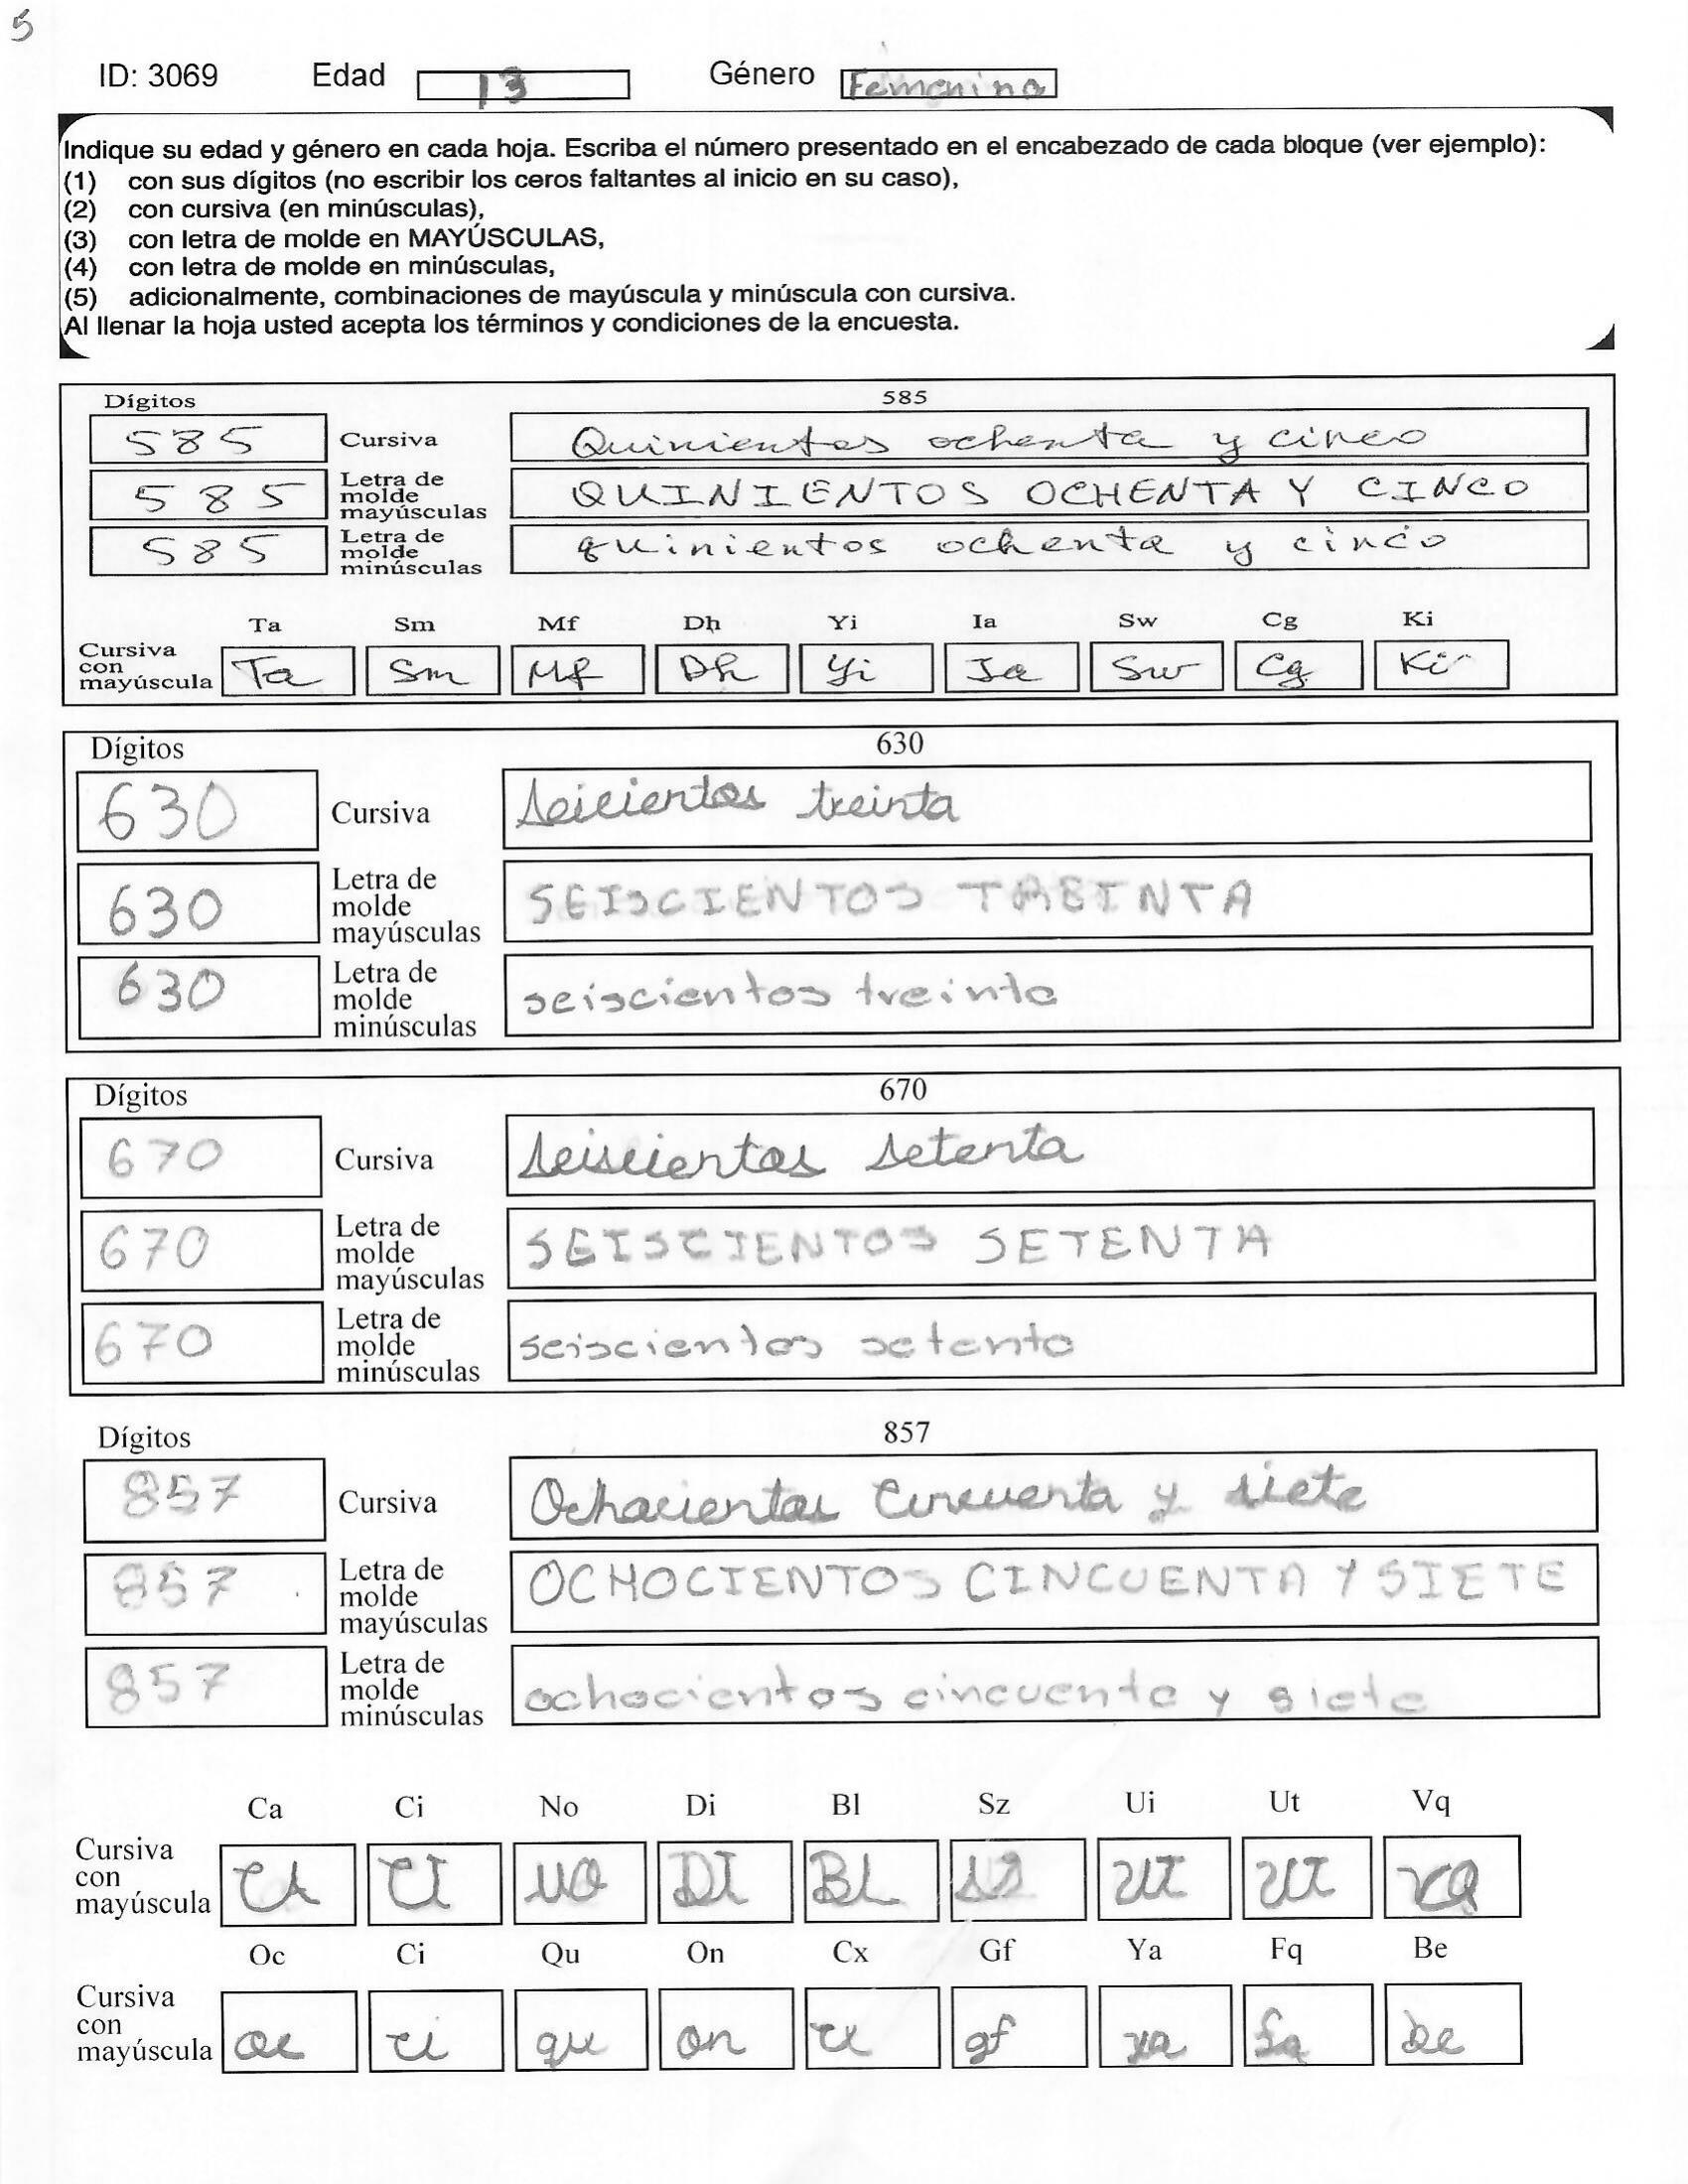 5
ID: 3069 Edad 13 Género Femenino
Indique su edad y género en cada hoja. Escriba el número presentado en el encabezado de cada bloque (ver ejemplo):
(1) con sus dígitos (no escribir los ceros faltantes al inicio en su caso),
(2) con cursiva (en minúsculas),
(3) con letra de molde en MAYÚSCULAS,
(4) con letra de molde en minúsculas,
(5) adicionalmente, combinaciones de mayúscula y minúscula con cursiva.
Al llenar la hoja usted acepta los términos y condiciones de la encuesta.
Dígitos 585
585 Cursiva Quinientos ochenta y cinco
585 Letra de molde mayúsculas QUINIENTOS OCHENTA Y CINCO
585 Letra de molde minúsculas quinientos ochenta y cinco
Ta Sm Mf Dh Yi Ia Sw Cg Ki
Cursiva con mayúscula Ta Sm Mf Dh Yi Ia Sw Cg Ki
Dígitos 630
630 Cursiva seicientos treinta
630 Letra de molde mayúsculas SEISCIENTOS TREINTA
630 Letra de molde minúsculas seiscientos treinta
Dígitos 670
670 Cursiva seiscientos setenta
670 Letra de molde mayúsculas SEISCIENTOS SETENTA
670 Letra de molde minúsculas seiscientos setenta
Dígitos 857
857 Cursiva Ochocientos Cincuenta y siete
857 Letra de molde mayúsculas OCHOCIENTOS CINCUENTA Y SIETE
857 Letra de molde minúsculas ochocientos cincuenta y siete
Ca Ci No Di Bl Sz Ui Ut Vq
Cursiva con mayúscula CA CI NO DI BL SZ UI UT VQ
Oc Ci Qu On Cx Gf Ya Fq Be
Cursiva con mayúscula oc ci qu on gf ya be